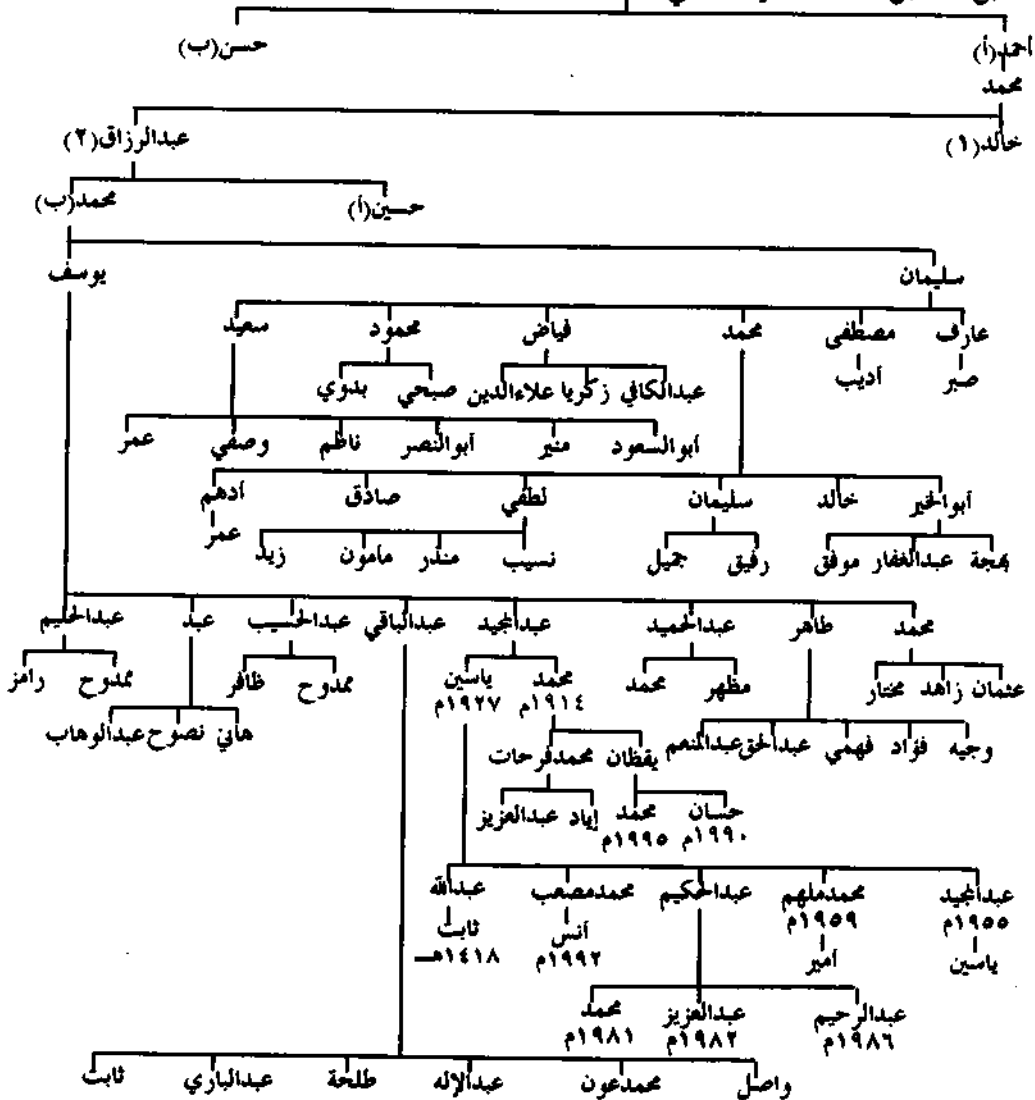 أحمد(أ) حسن(ب)
محمد
خالد(١) عبدالرزاق(٢)
حسين(أ) محمد(ب)
سليمان يوسف
عارف مصطفى محمد فياض محمود سعيد
صبر أديب عبدالكافي زكريا علاءالدين صبحي بدوي
أبوالسعود منير أبوالنصر ناظم وصفي عمر
أبوالخير خالد سليمان لطفي صادق أدهم
بهجة عبدالغفار موفق رفيق جميل نسيب منذر مامون زيد عمر
محمد طاهر عبدالحميد عبدالمجيد عبدالباقي عبدالحسيب عبد عبدالحليم
عثمان زاهد مختار مظهر محمد محمد ياسين ممدوح ظافر ممدوح رامز
١٩١٤م ١٩٢٧م
وجيه فؤاد فهمي عبدالحق عبدالمنعم يقظان محمدفرحات هاني نصوح عبدالوهاب
حسان محمد إياد عبدالعزيز
١٩٩٠م ١٩٩٥م
عبدالمجيد محمدملهم عبدالحكيم محمدمصعب عبدالله
١٩٥٥م ١٩٥٩م أنس ثابت
ياسين أمير ١٩٩٢م ١٤١٨هـ
عبدالرحيم عبدالعزيز محمد
١٩٨٦م ١٩٨٢م ١٩٨١م
واصل محمدعون عبدالإله طلحة عبدالباري ثابت